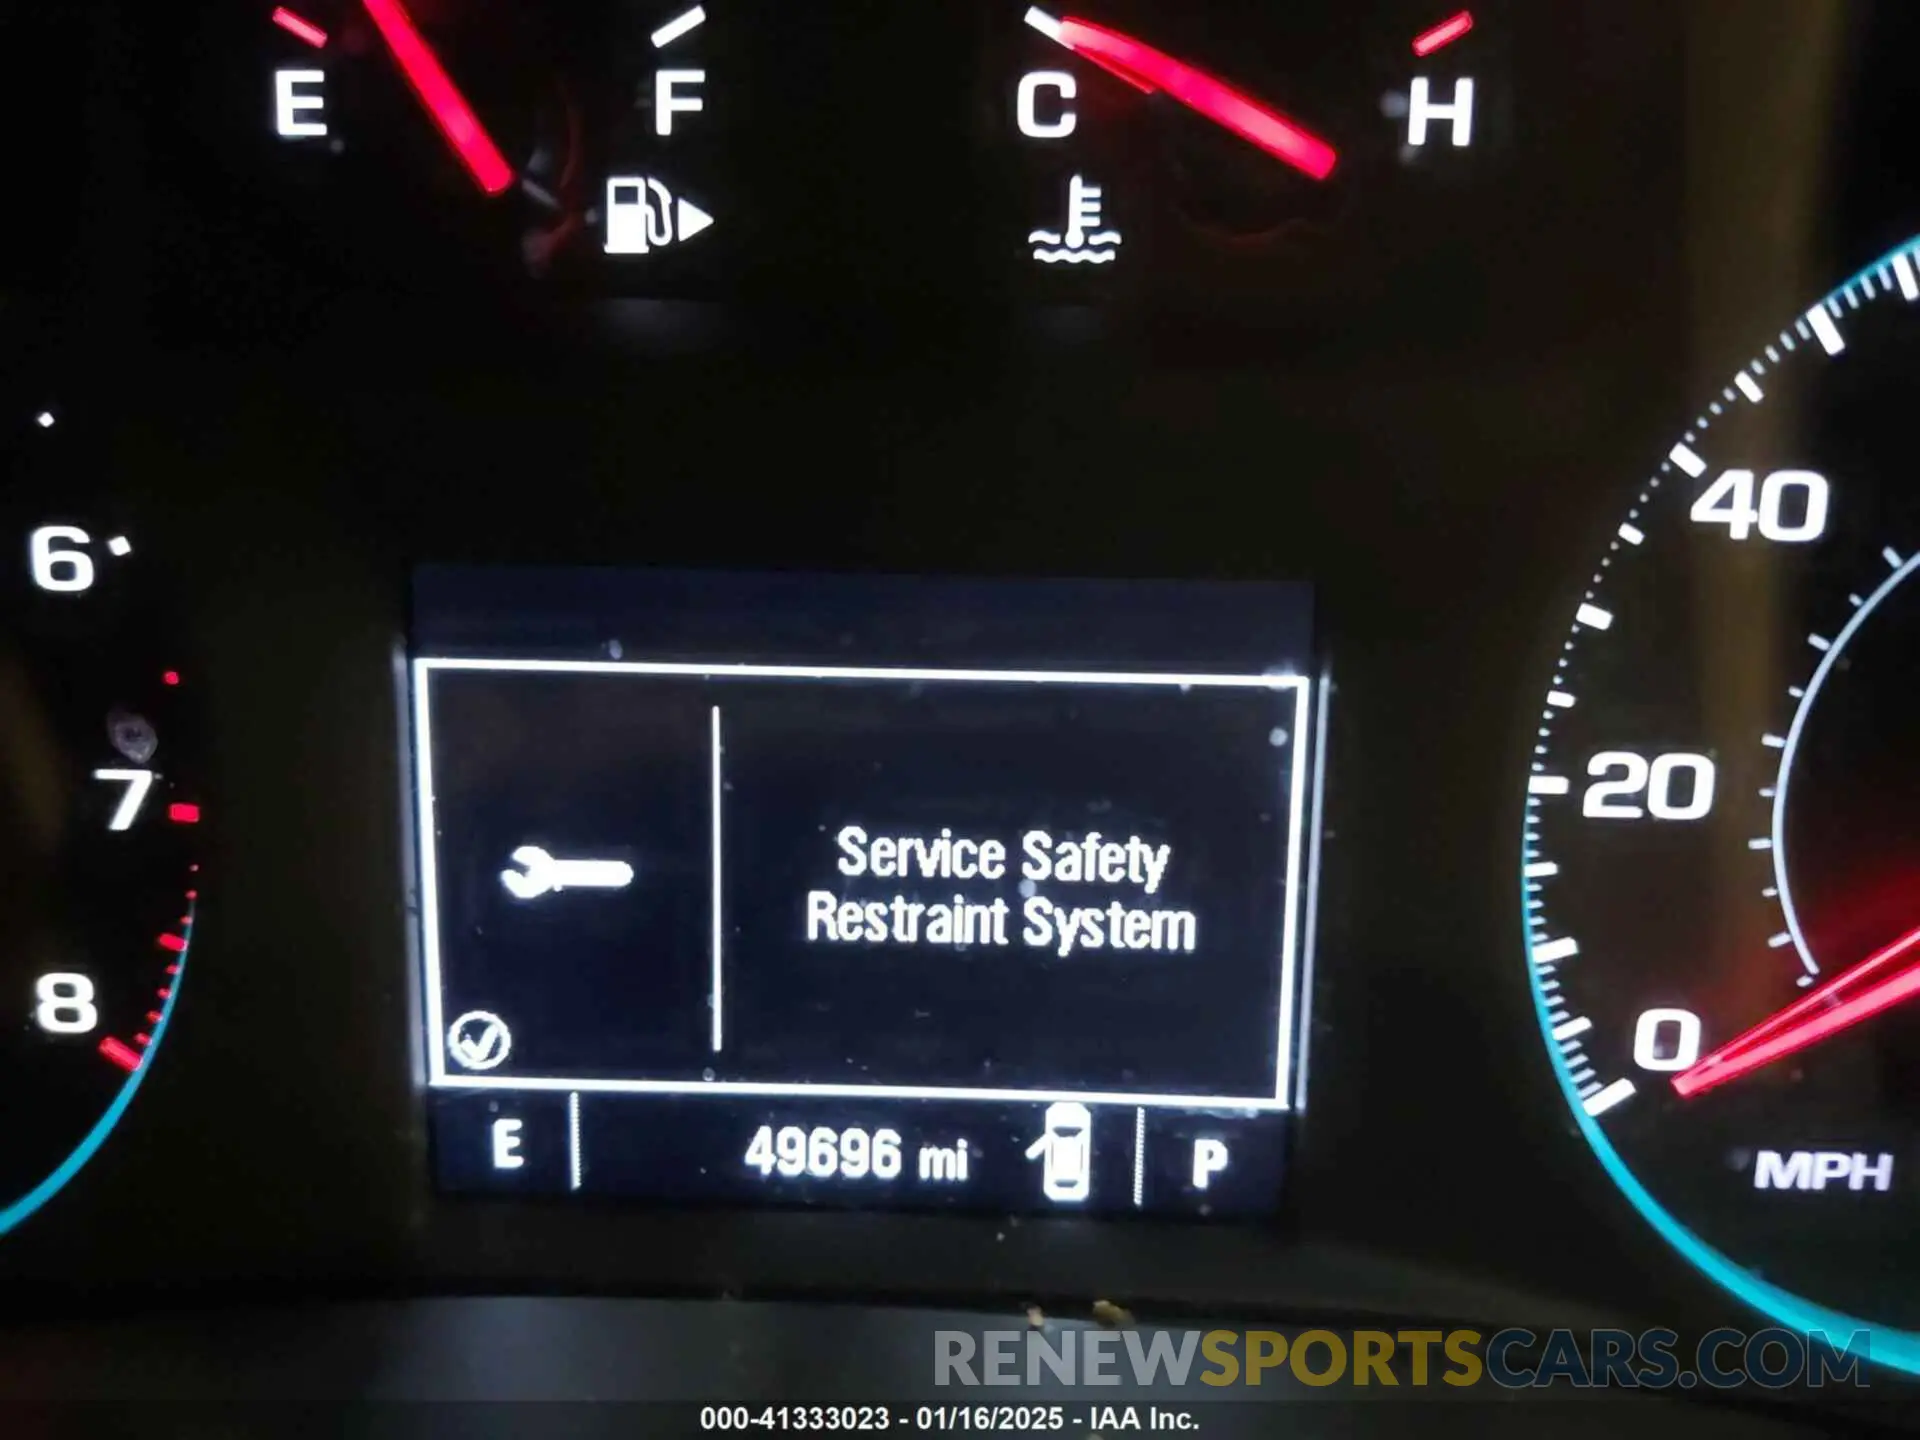 E F C H
6
40
7
20
Service Safety
Restraint System
8
0
E 49696 mi P
MPH
RENEWSPORTSCARS.COM
000-41333023 - 01/16/2025 - IAA Inc.